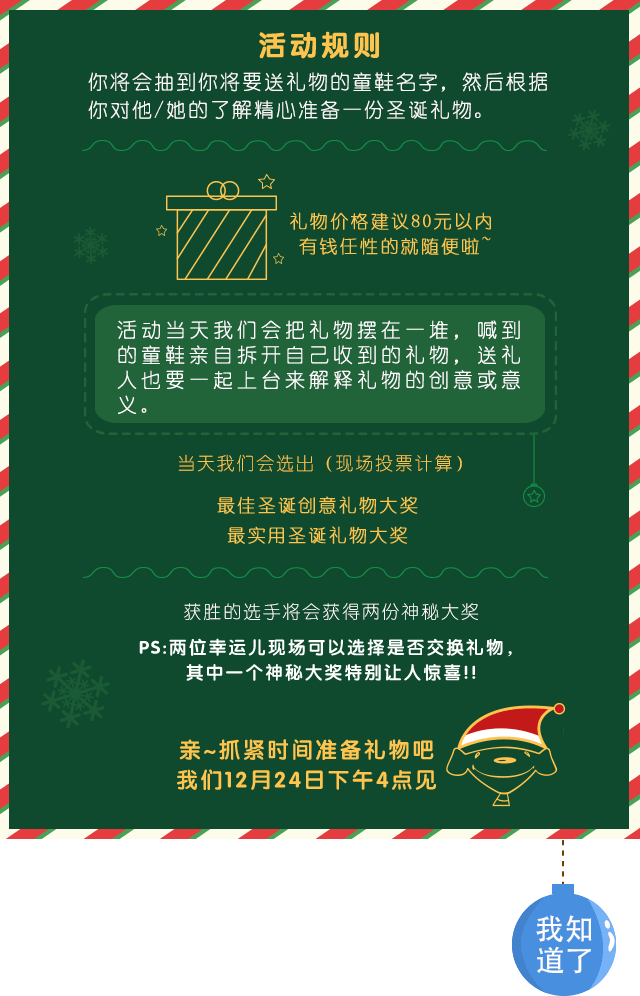 活动规则
你将会抽到你将要送礼物的童鞋名字，然后根据
你对他/她的了解精心准备一份圣诞礼物。
礼物价格建议80元以内
有钱任性的就随便啦~
活动当天我们会把礼物摆在一堆，喊到
的童鞋亲自拆开自己收到的礼物，送礼
人也要一起上台来解释礼物的创意或意
义。
当天我们会选出（现场投票计算）
最佳圣诞创意礼物大奖
最实用圣诞礼物大奖
获胜的选手将会获得两份神秘大奖
PS:两位幸运儿现场可以选择是否交换礼物，
其中一个神秘大奖特别让人惊喜!!
亲~抓紧时间准备礼物吧
我们12月24日下午4点见
我知
道了